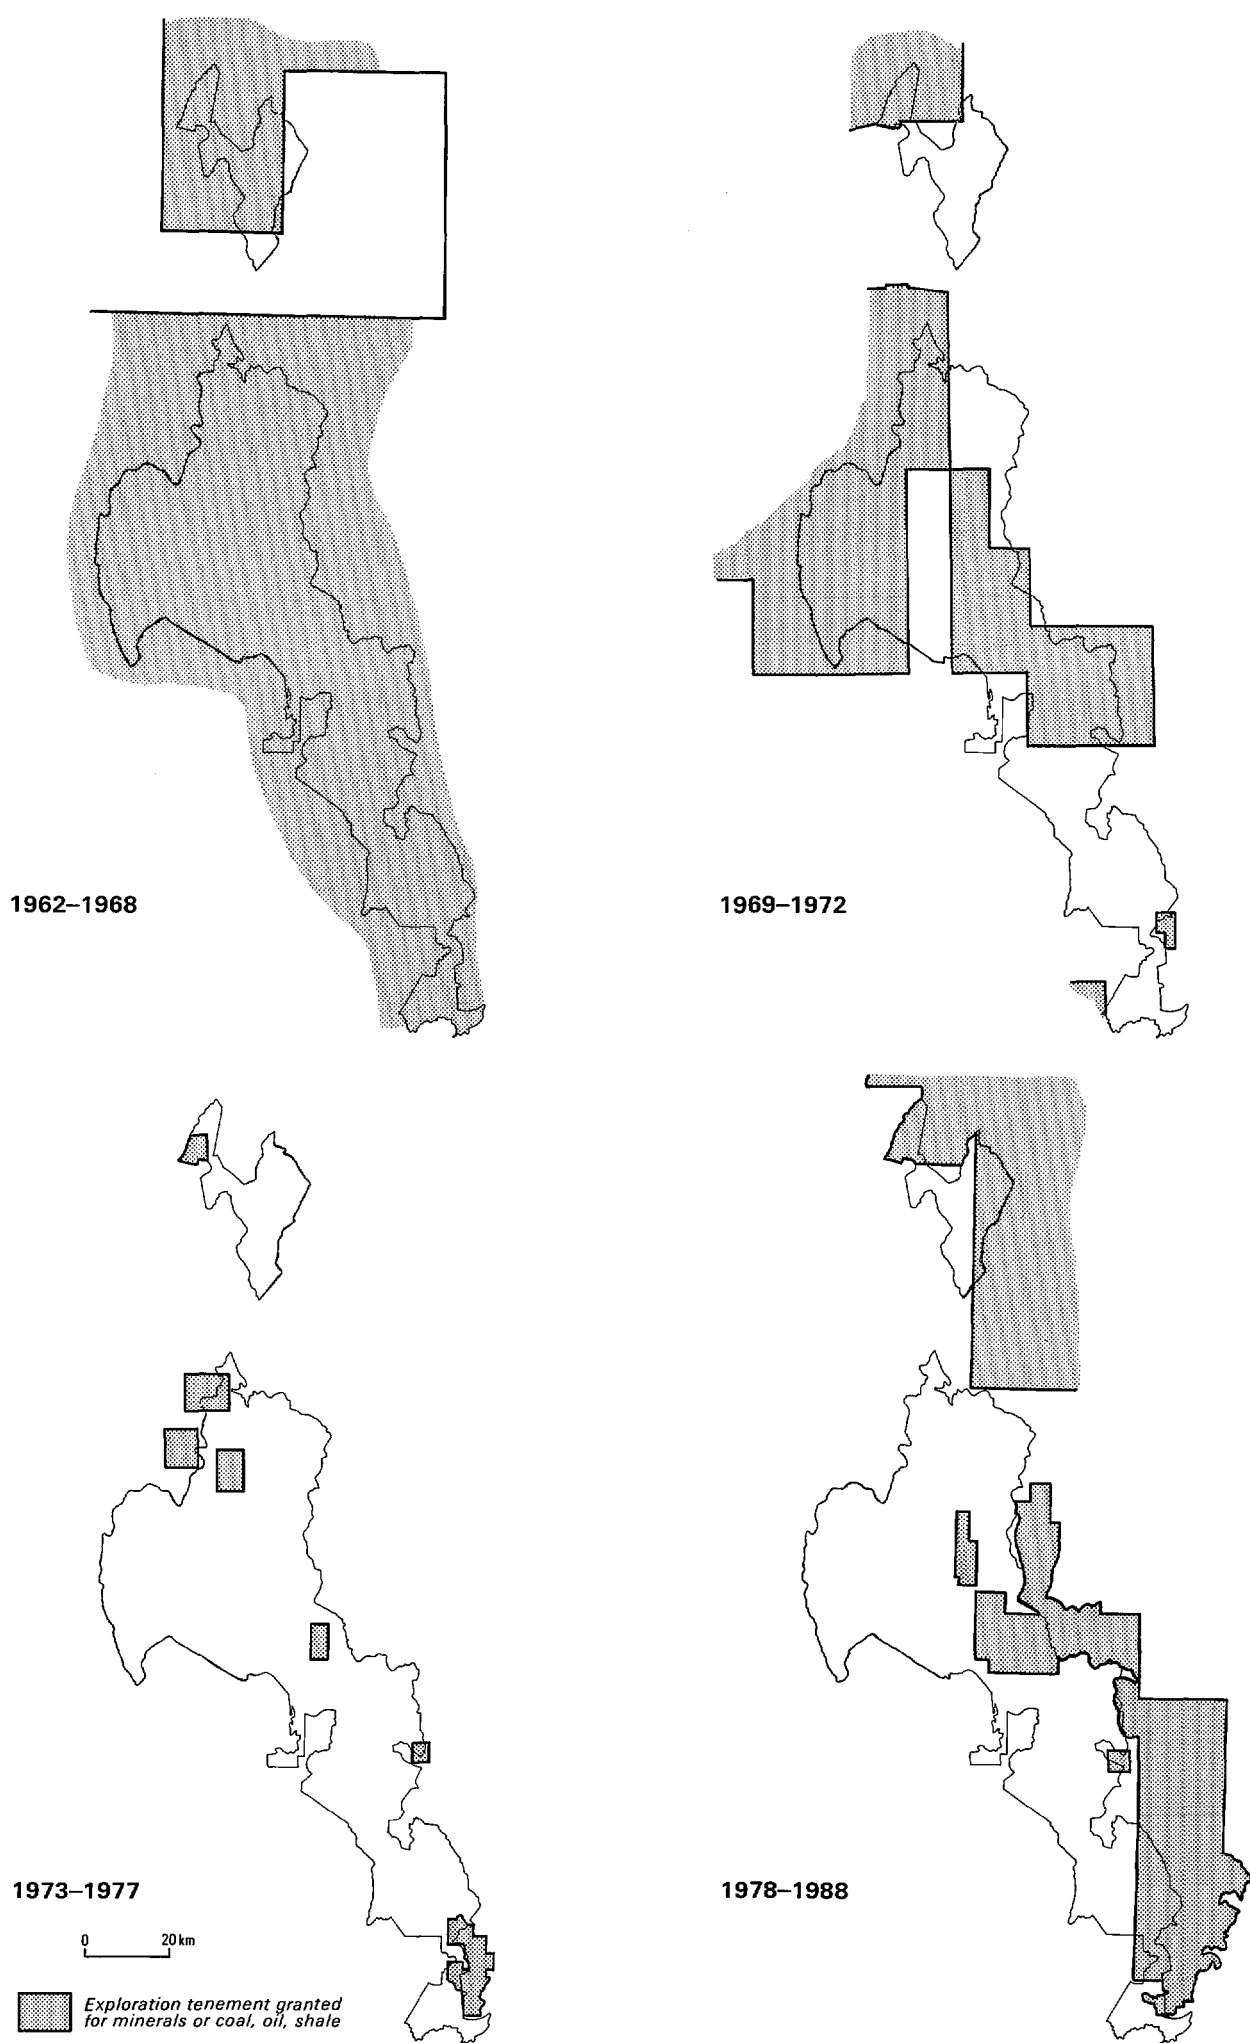 1962–1968
1969–1972
1973–1977
1978–1988
0 20 km
Exploration tenement granted
for minerals or coal, oil, shale